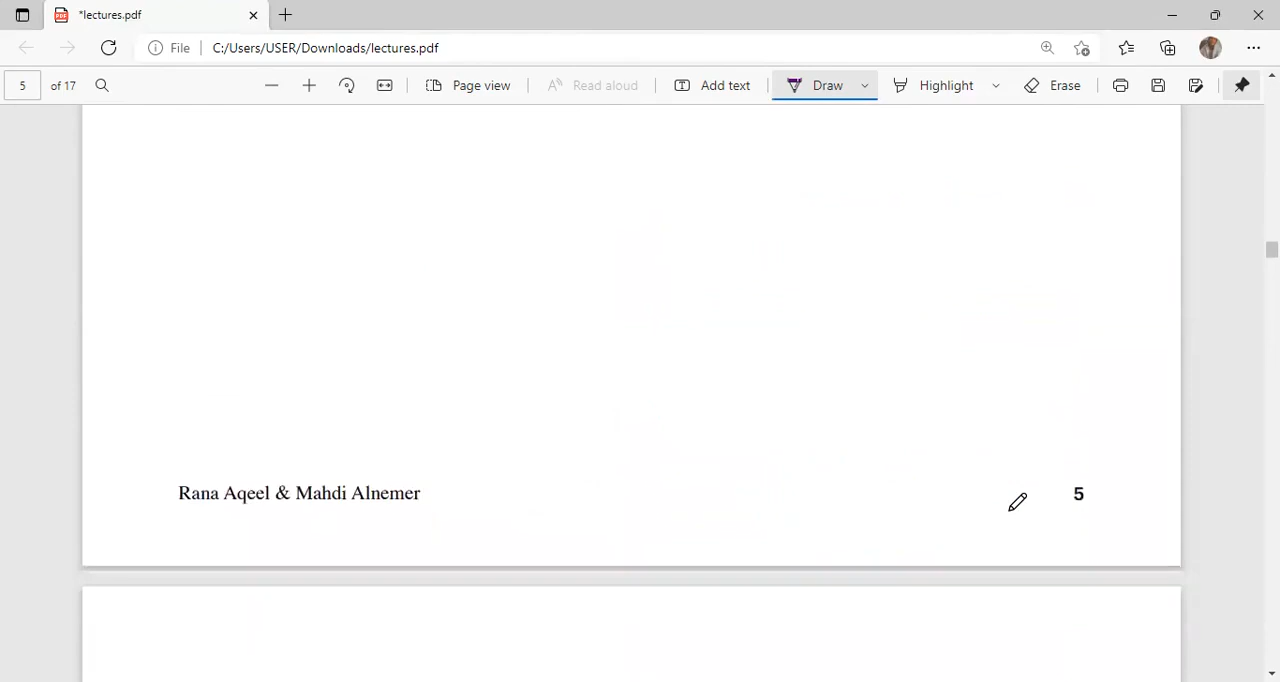 *lectures.pdf
File C:/Users/USER/Downloads/lectures.pdf
5 of 17 Page view Read aloud Add text Draw Highlight Erase
Rana Aqeel & Mahdi Alnemer 5